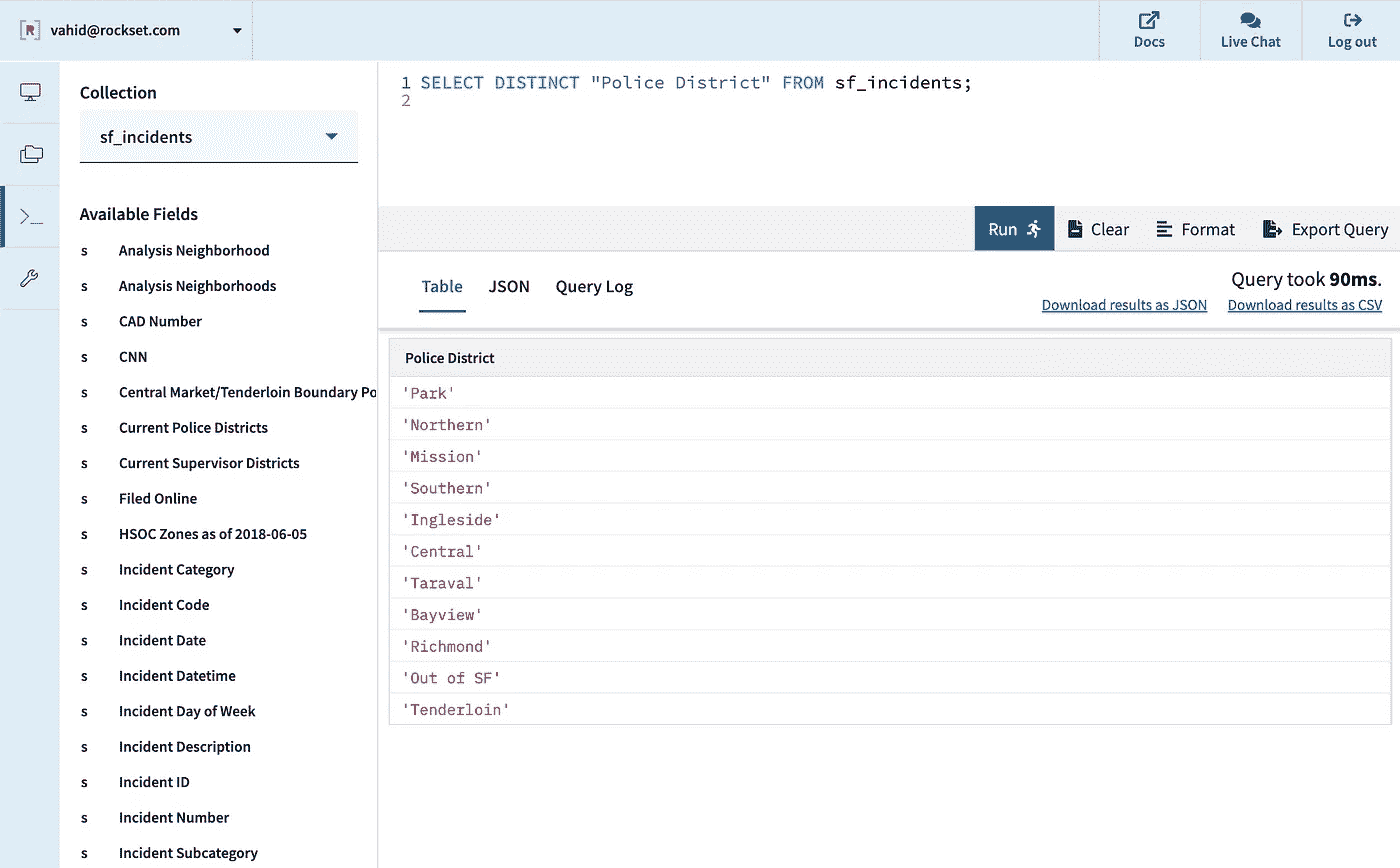 [R] vahid@rockset.com
Docs
Live Chat
Log out
Collection
sf_incidents
Available Fields
s Analysis Neighborhood
s Analysis Neighborhoods
s CAD Number
s CNN
s Central Market/Tenderloin Boundary Po
s Current Police Districts
s Current Supervisor Districts
s Filed Online
s HSOC Zones as of 2018-06-05
s Incident Category
s Incident Code
s Incident Date
s Incident Datetime
s Incident Day of Week
s Incident Description
s Incident ID
s Incident Number
s Incident Subcategory
1 SELECT DISTINCT "Police District" FROM sf_incidents;
2
Run
Clear
Format
Export Query
Table JSON Query Log
Query took 90ms.
Download results as JSON Download results as CSV
Police District
'Park'
'Northern'
'Mission'
'Southern'
'Ingleside'
'Central'
'Taraval'
'Bayview'
'Richmond'
'Out of SF'
'Tenderloin'